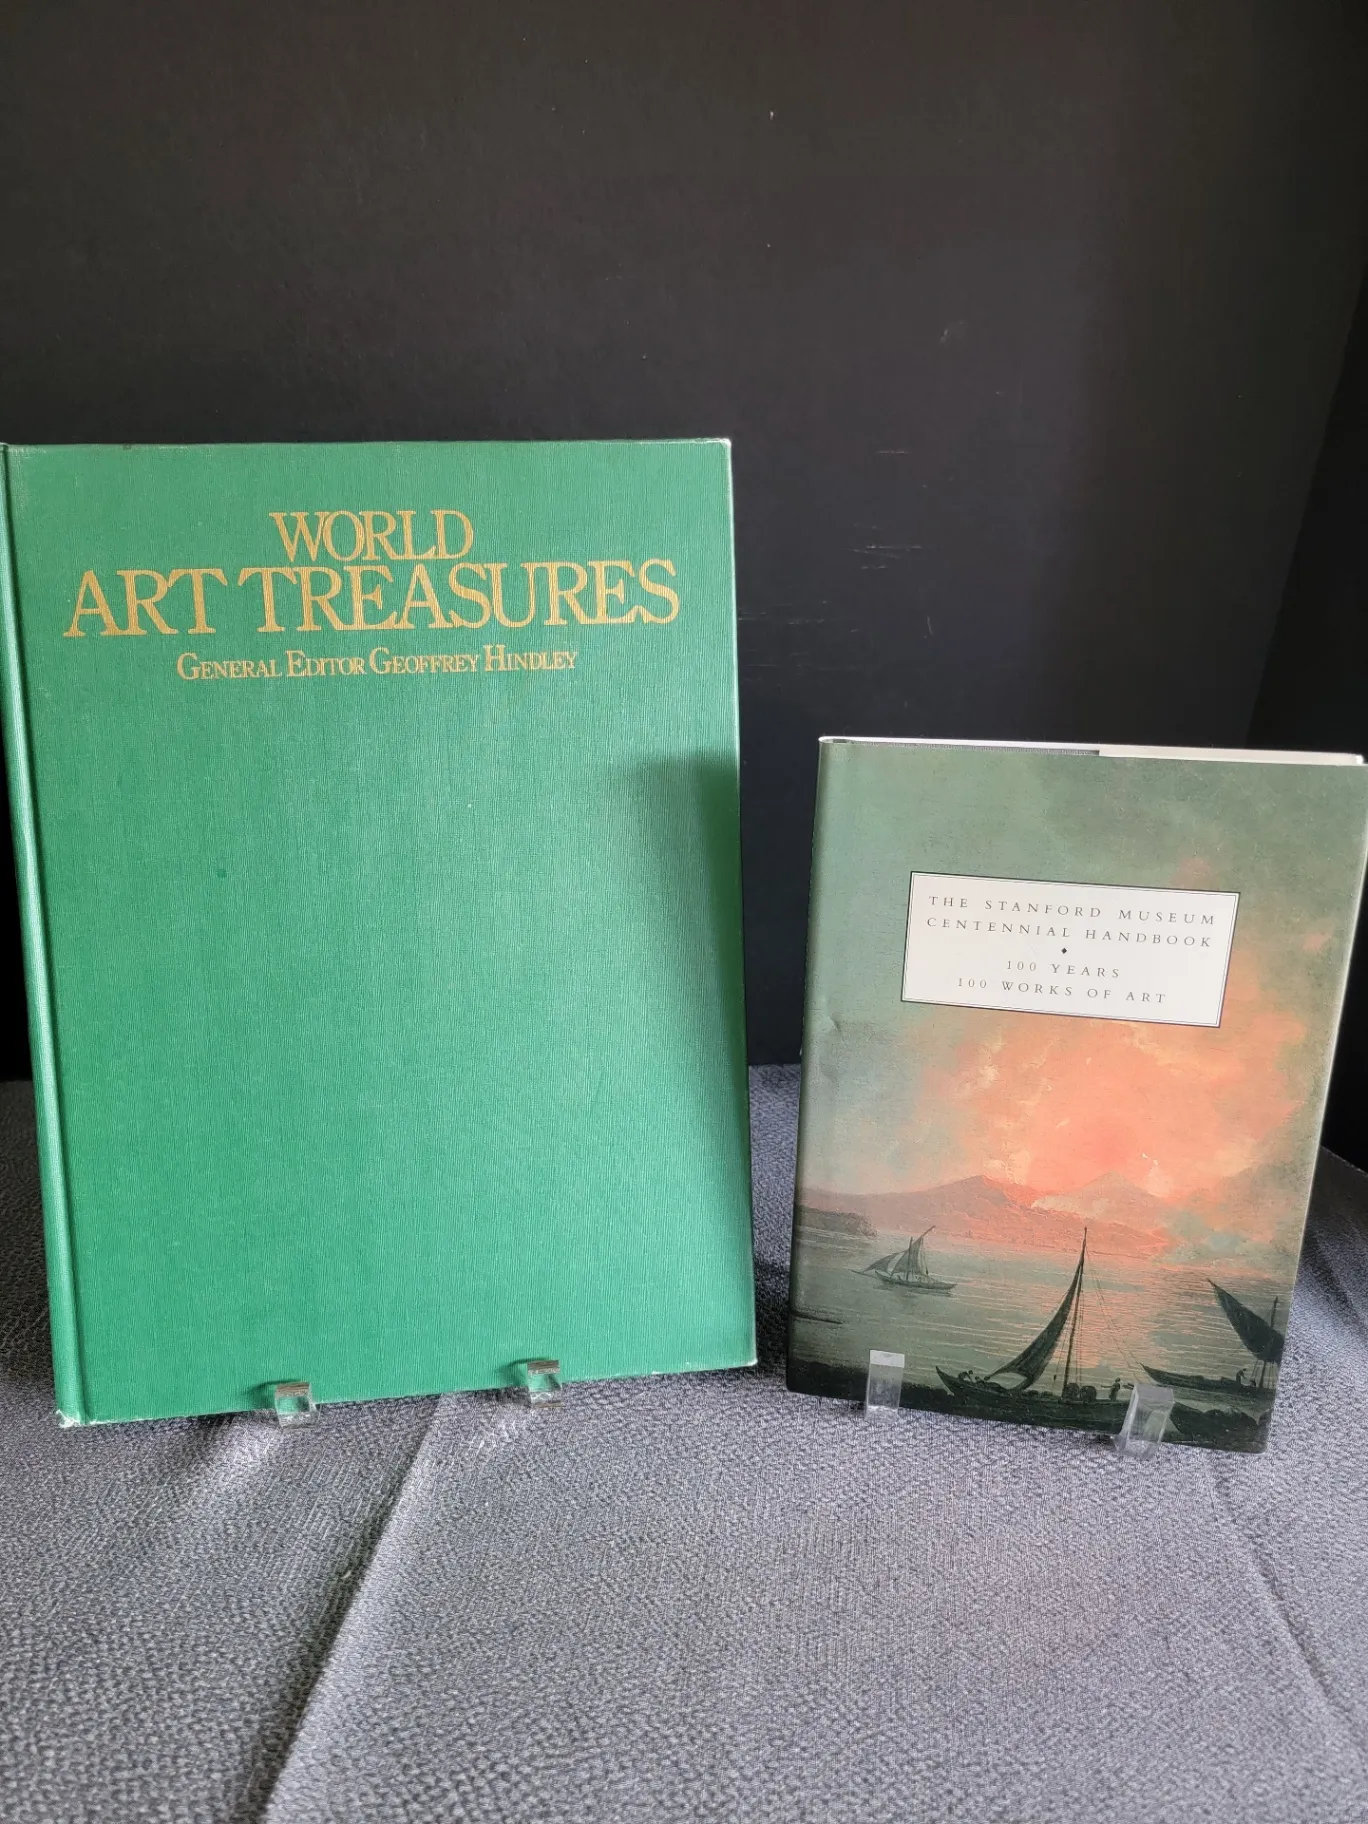 WORLD
ART TREASURES
GENERAL EDITOR GEOFFREY HINDLEY
THE STANFORD MUSEUM
CENTENNIAL HANDBOOK
100 YEARS
100 WORKS OF ART